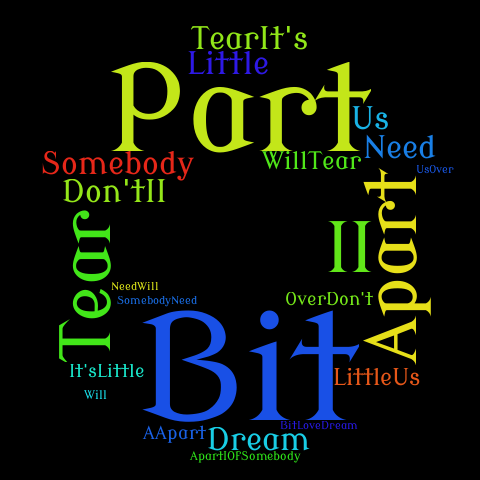 TearIt's
Little
Part
Us
Need
WillTear
UsOver
Somebody
Don'tII
Apart
Tear
II
NeedWill
SomebodyNeed
OverDon't
Bit
It'sLittle
LittleUs
Will
BitLoveDream
AApart
Dream
ApartIOfSomebody